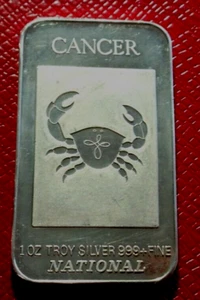 CANCER
1 OZ TROY SILVER 999+FINE
NATIONAL